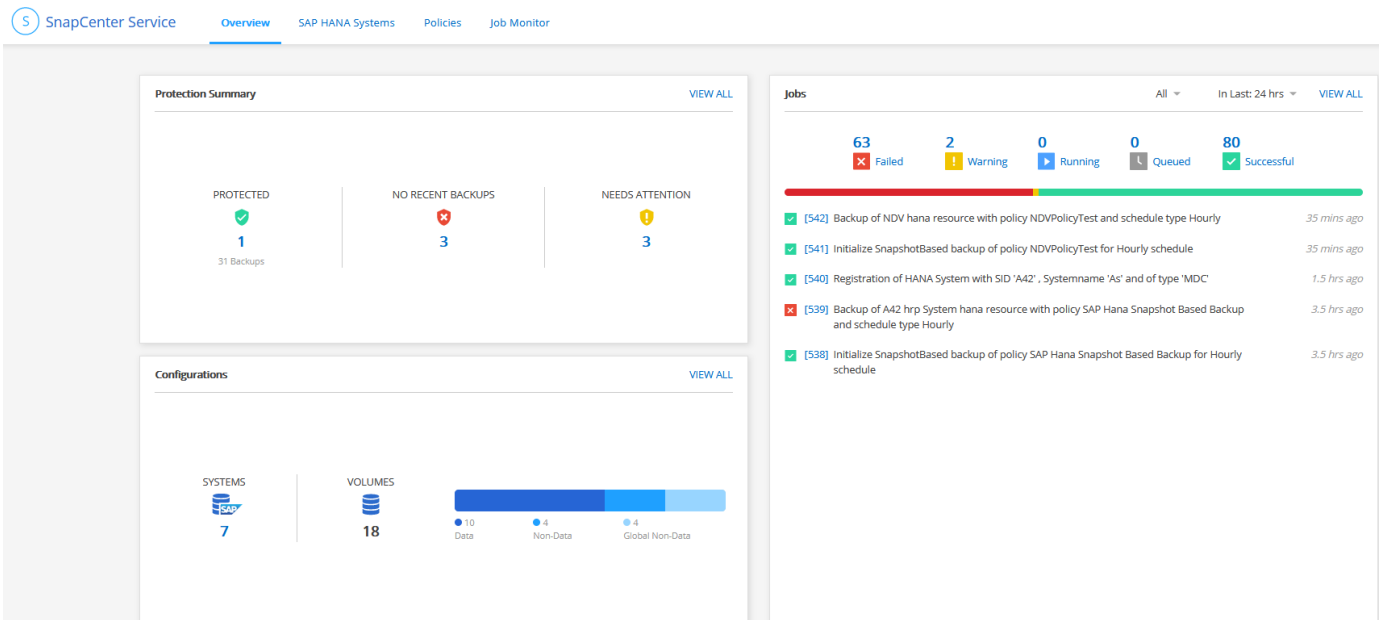 S SnapCenter Service Overview SAP HANA Systems Policies Job Monitor
Protection Summary VIEW ALL
PROTECTED NO RECENT BACKUPS NEEDS ATTENTION
1 3 3
31 Backups
Configurations VIEW ALL
SYSTEMS VOLUMES
SAP
7 18
10 4 4
Data Non-Data Global Non-Data
Jobs All In Last: 24 hrs VIEW ALL
63 2 0 0 80
Failed Warning Running Queued Successful
[542] Backup of NDV hana resource with policy NDVPolicyTest and schedule type Hourly 35 mins ago
[541] Initialize SnapshotBased backup of policy NDVPolicyTest for Hourly schedule 35 mins ago
[540] Registration of HANA System with SID 'A42' , Systemname 'As' and of type 'MDC' 1.5 hrs ago
[539] Backup of A42 hrp System hana resource with policy SAP Hana Snapshot Based Backup 3.5 hrs ago
and schedule type Hourly
[538] Initialize SnapshotBased backup of policy SAP Hana Snapshot Based Backup for Hourly 3.5 hrs ago
schedule